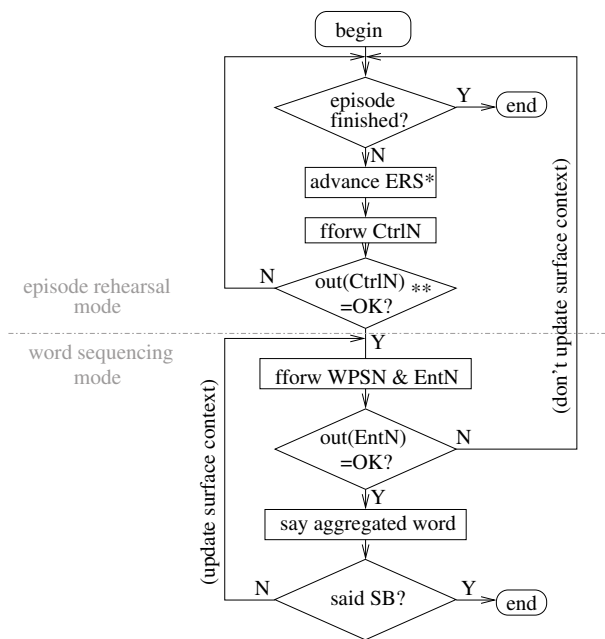 begin
episode
finished?
Y
end
N
advance ERS*
fforw CtrlN
N
out(CtrlN) **
=OK?
episode rehearsal
mode
Y
word sequencing
mode
fforw WPSN & EntN
(don't update surface context)
out(EntN)
=OK?
N
Y
(update surface context)
say aggregated word
N
said SB?
Y
end